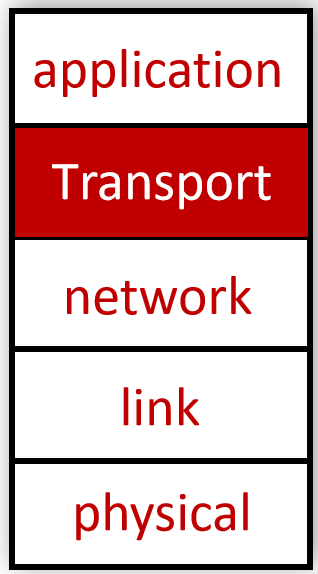 application
Transport
network
link
physical